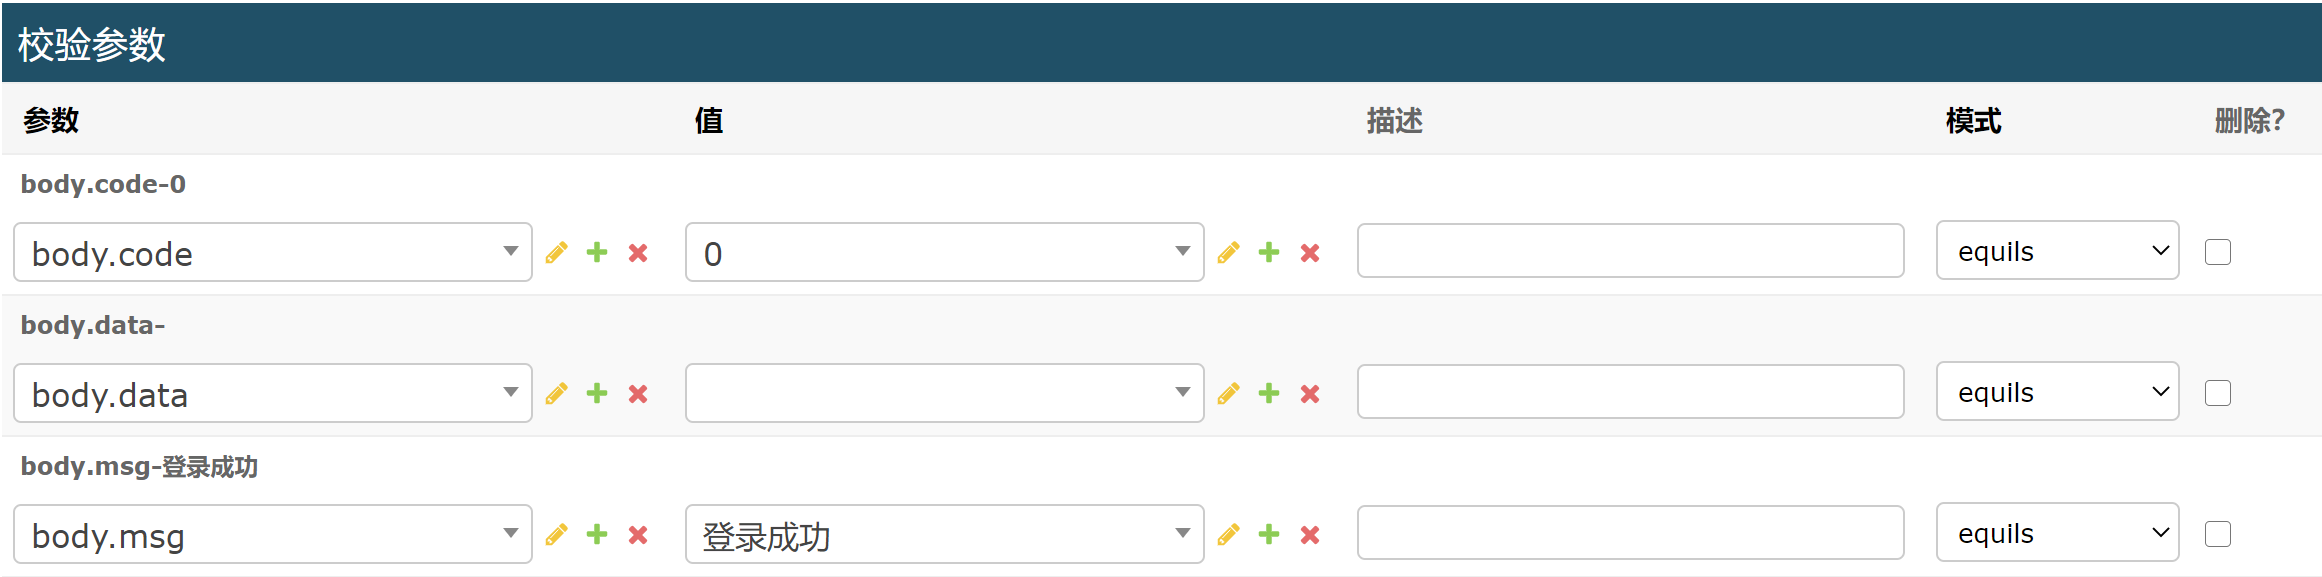 校验参数
参数 值 描述 模式 删除?
body.code-0
body.code 0 equils
body.data-
body.data equils
body.msg-登录成功
body.msg 登录成功 equils